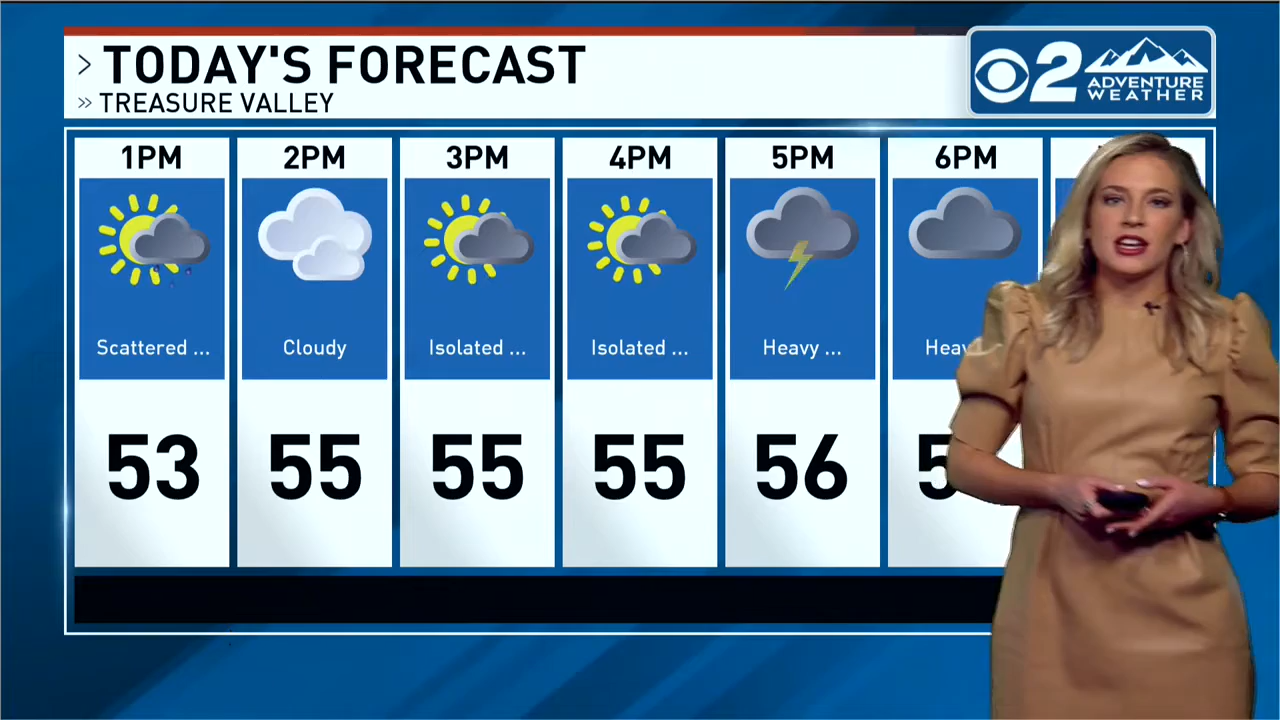 > TODAY'S FORECAST
» TREASURE VALLEY
2 ADVENTURE WEATHER
1PM 2PM 3PM 4PM 5PM 6PM
Scattered ... Cloudy Isolated ... Isolated ... Heavy ...
53 55 55 55 56